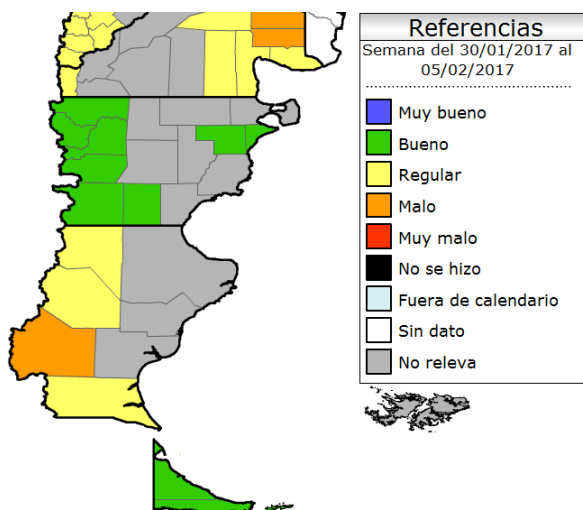 Referencias
Semana del 30/01/2017 al
05/02/2017
Muy bueno
Bueno
Regular
Malo
Muy malo
No se hizo
Fuera de calendario
Sin dato
No releva